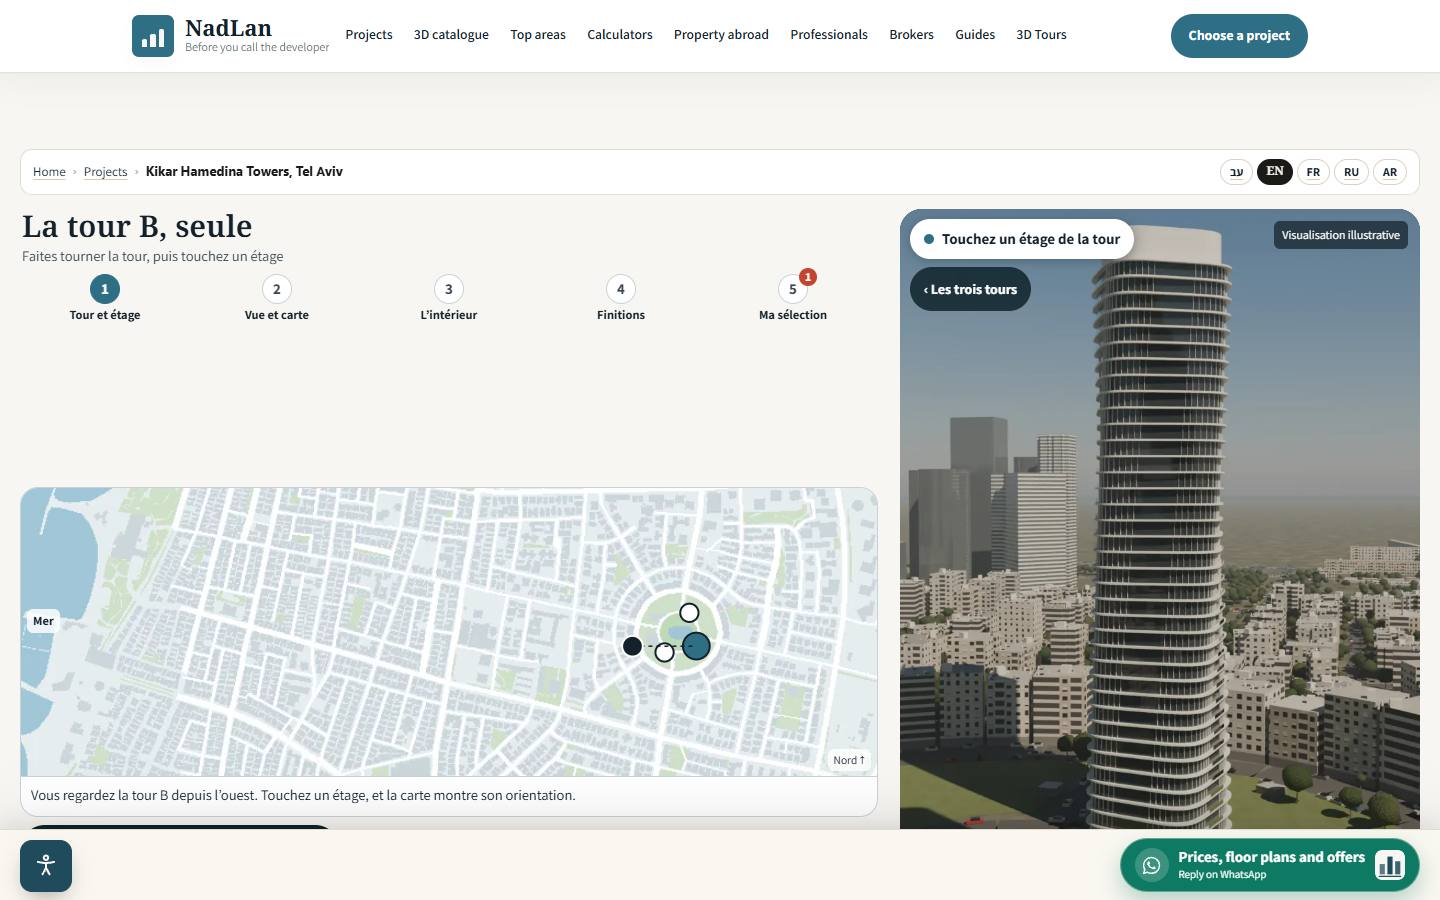 NadLan
Before you call the developer
Projects
3D catalogue
Top areas
Calculators
Property abroad
Professionals
Brokers
Guides
3D Tours
Choose a project
Home › Projects › Kikar Hamedina Towers, Tel Aviv
עב
EN
FR
RU
AR
La tour B, seule
Faites tourner la tour, puis touchez un étage
1
Tour et étage
2
Vue et carte
3
L’intérieur
4
Finitions
5
1
Ma sélection
Touchez un étage de la tour
Visualisation illustrative
‹ Les trois tours
Mer
Nord ↑
Vous regardez la tour B depuis l’ouest. Touchez un étage, et la carte montre son orientation.
Prices, floor plans and offers
Reply on WhatsApp